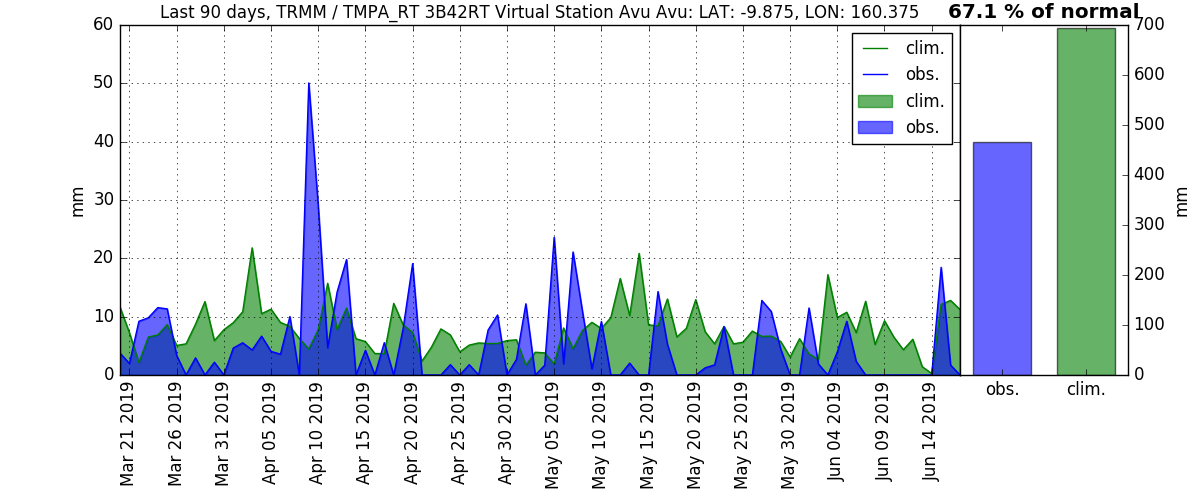 Last 90 days, TRMM / TMPA_RT 3B42RT Virtual Station Avu Avu: LAT: -9.875, LON: 160.375
67.1 % of normal
60
50
40
30
20
10
0
mm
clim.
obs.
clim.
obs.
Mar 21 2019
Mar 26 2019
Mar 31 2019
Apr 05 2019
Apr 10 2019
Apr 15 2019
Apr 20 2019
Apr 25 2019
Apr 30 2019
May 05 2019
May 10 2019
May 15 2019
May 20 2019
May 25 2019
May 30 2019
Jun 04 2019
Jun 09 2019
Jun 14 2019
700
600
500
400
300
200
100
0
mm
obs.
clim.